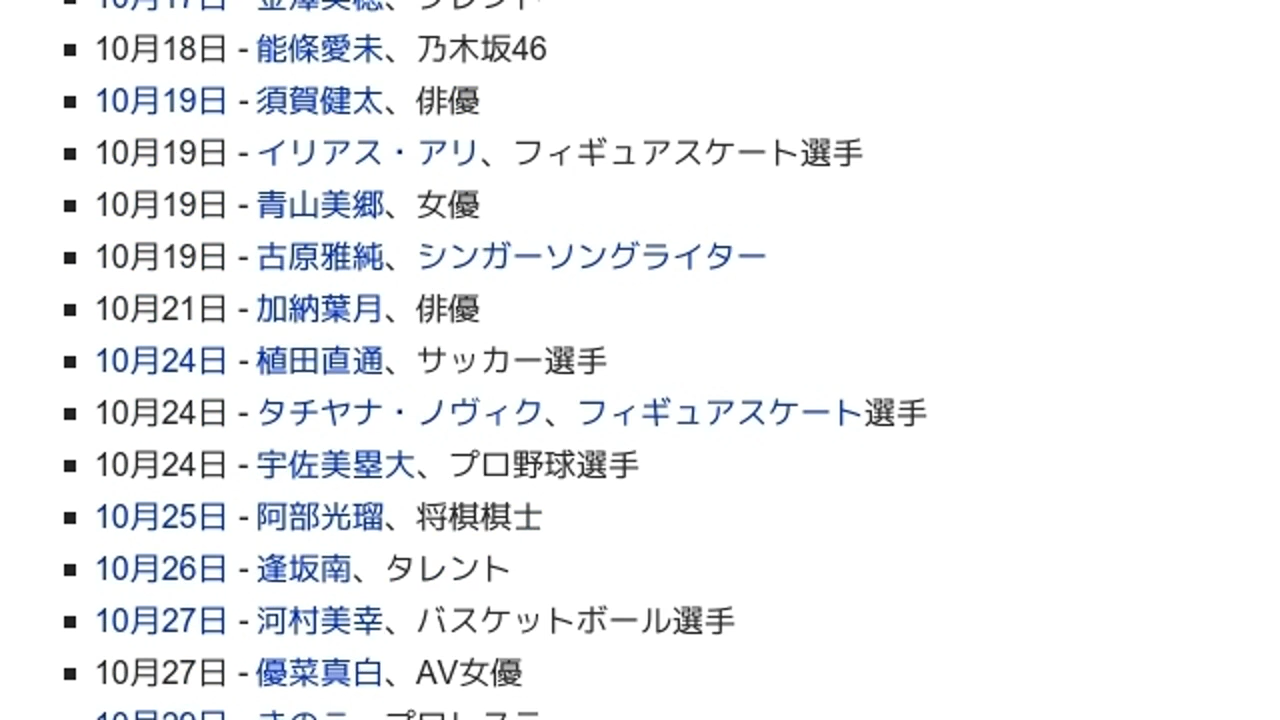 10月18日 - 能條愛未、乃木坂46
10月19日 - 須賀健太、俳優
10月19日 - イリアス・アリ、フィギュアスケート選手
10月19日 - 青山美郷、女優
10月19日 - 古原雅純、シンガーソングライター
10月21日 - 加納葉月、俳優
10月24日 - 植田直通、サッカー選手
10月24日 - タチヤナ・ノヴィク、フィギュアスケート選手
10月24日 - 宇佐美塁大、プロ野球選手
10月25日 - 阿部光瑠、将棋棋士
10月26日 - 逢坂南、タレント
10月27日 - 河村美幸、バスケットボール選手
10月27日 - 優菜真白、AV女優